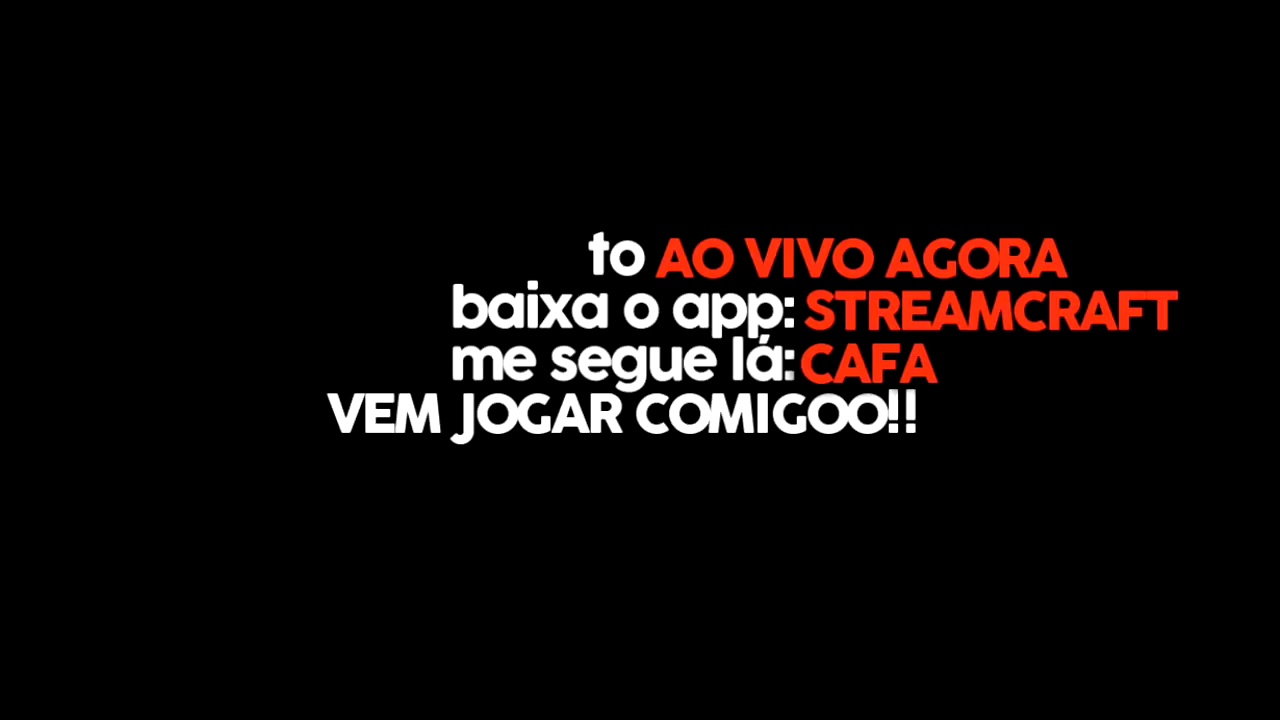 to AO VIVO AGORA
baixa o app: STREAMCRAFT
me segue lá: CAFA
VEM JOGAR COMIGOO!!